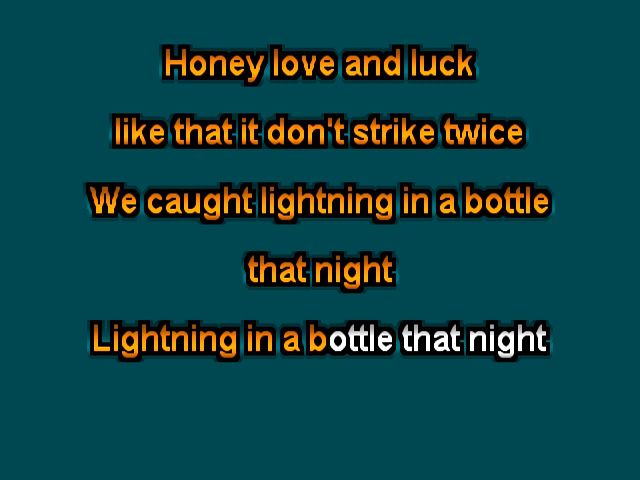 Honey love and luck
like that it don't strike twice
We caught lightning in a bottle
that night
Lightning in a bottle that night